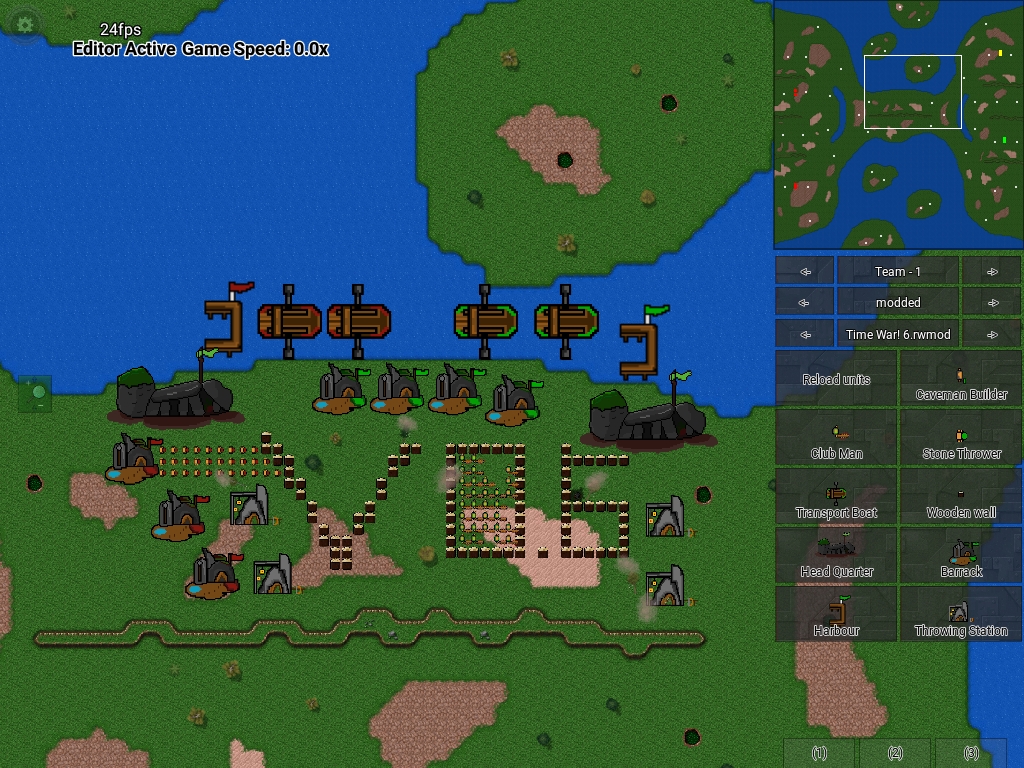 24fps
Editor Active Game Speed: 0.0x
Team - 1
modded
Time War! 6.rwmod
Reload units
Caveman Builder
Club Man
Stone Thrower
Transport Boat
Wooden wall
Head Quarter
Barrack
Harbour
Throwing Station
(1)
(2)
(3)